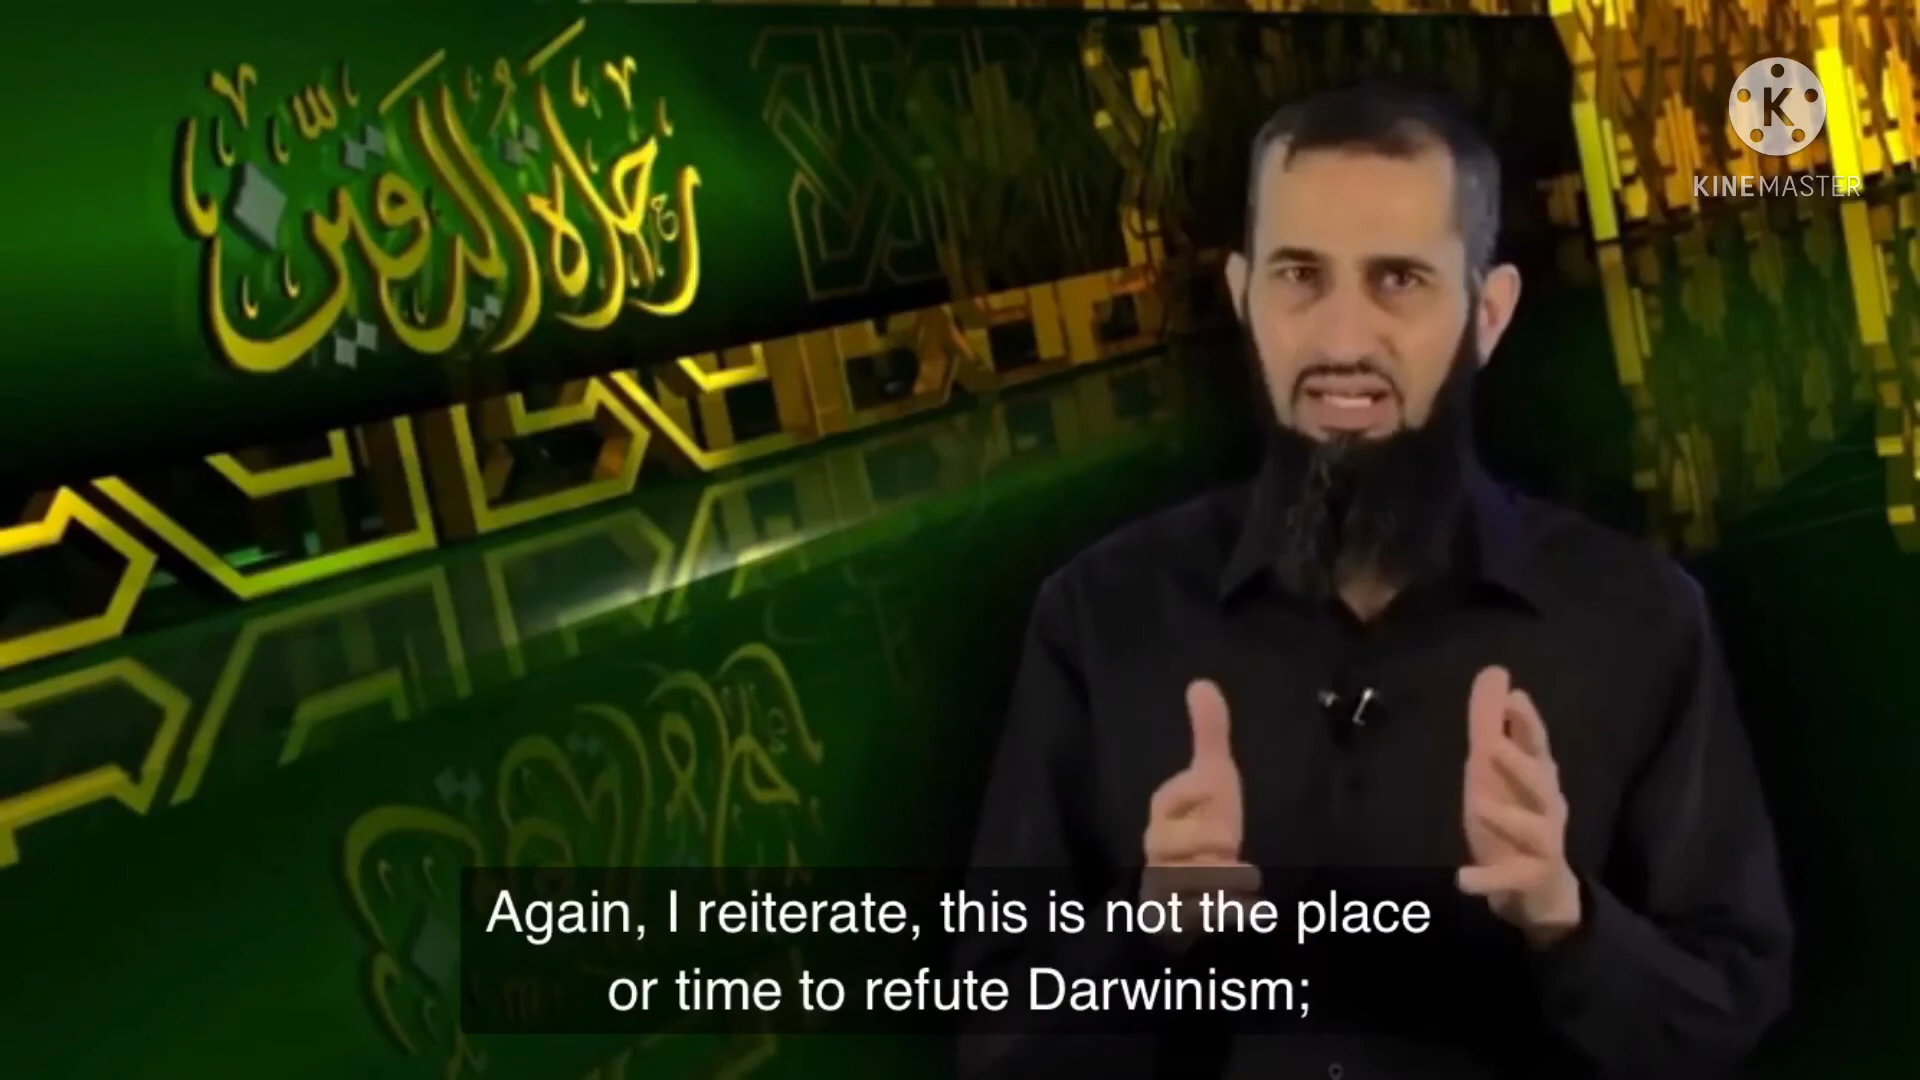 رحلة اليقين
K
KINEMASTER
Again, I reiterate, this is not the place
or time to refute Darwinism;